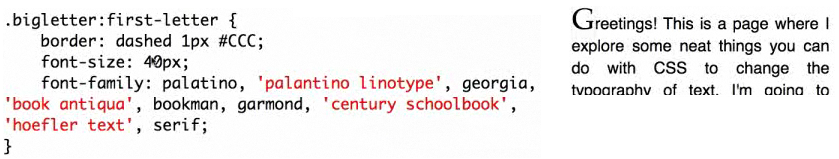 .bigletter:first-letter {
border: dashed 1px #CCC;
font-size: 40px;
font-family: palatino, 'palantino linotype', georgia,
'book antiqua', bookman, garmond, 'century schoolbook',
'hoefler text', serif;
}
Greetings! This is a page where I
explore some neat things you can
do with CSS to change the
typography of text. I'm going to